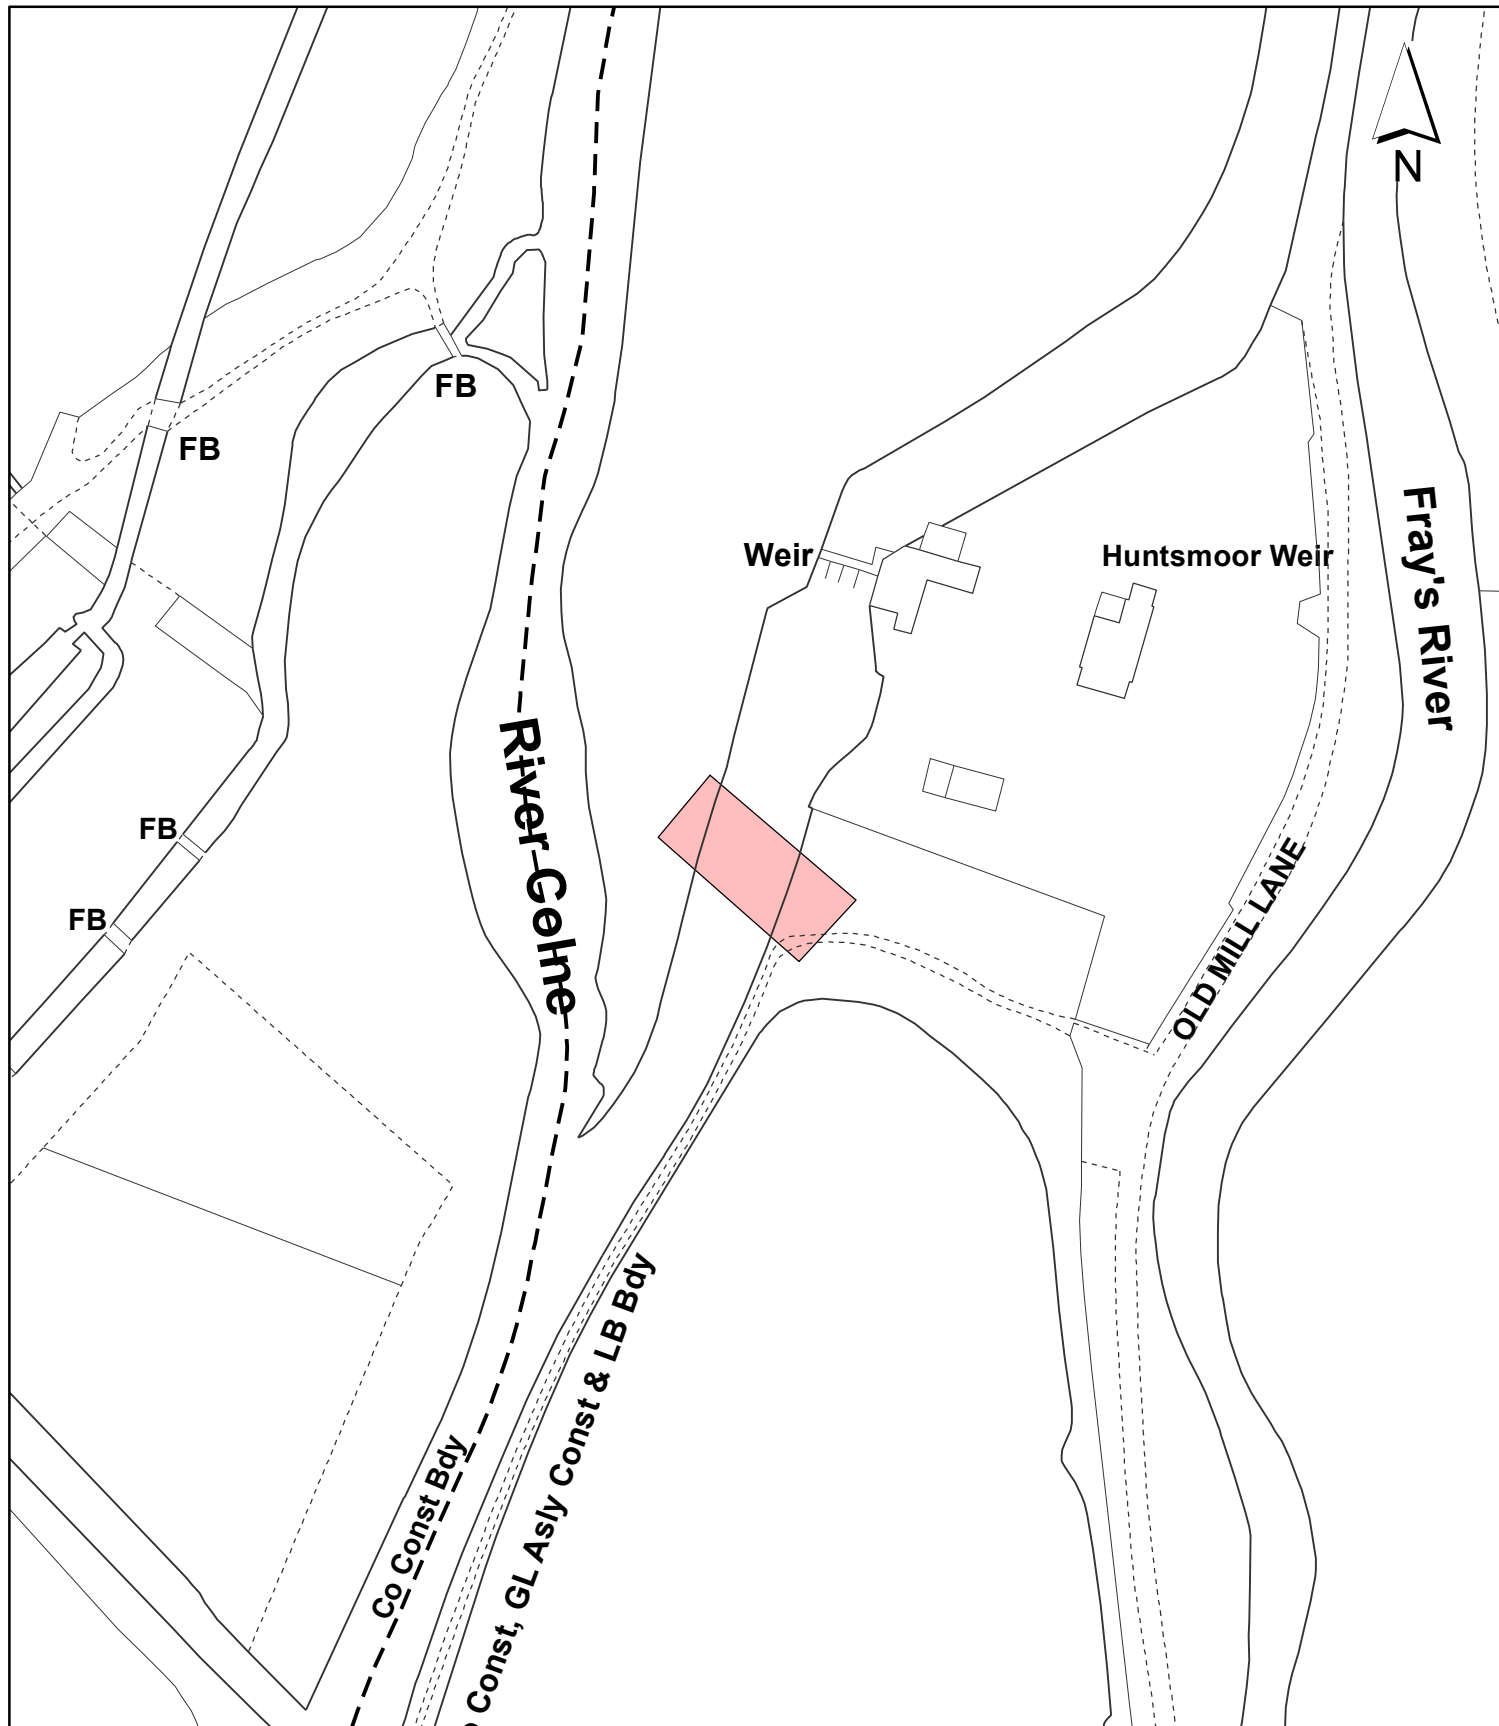 N
FB
FB
Weir
Huntsmoor Weir
Fray's River
River Colne
FB
OLD MILL LANE
FB
Co Const Bdy
Const, GL Asly Const & LB Bdy